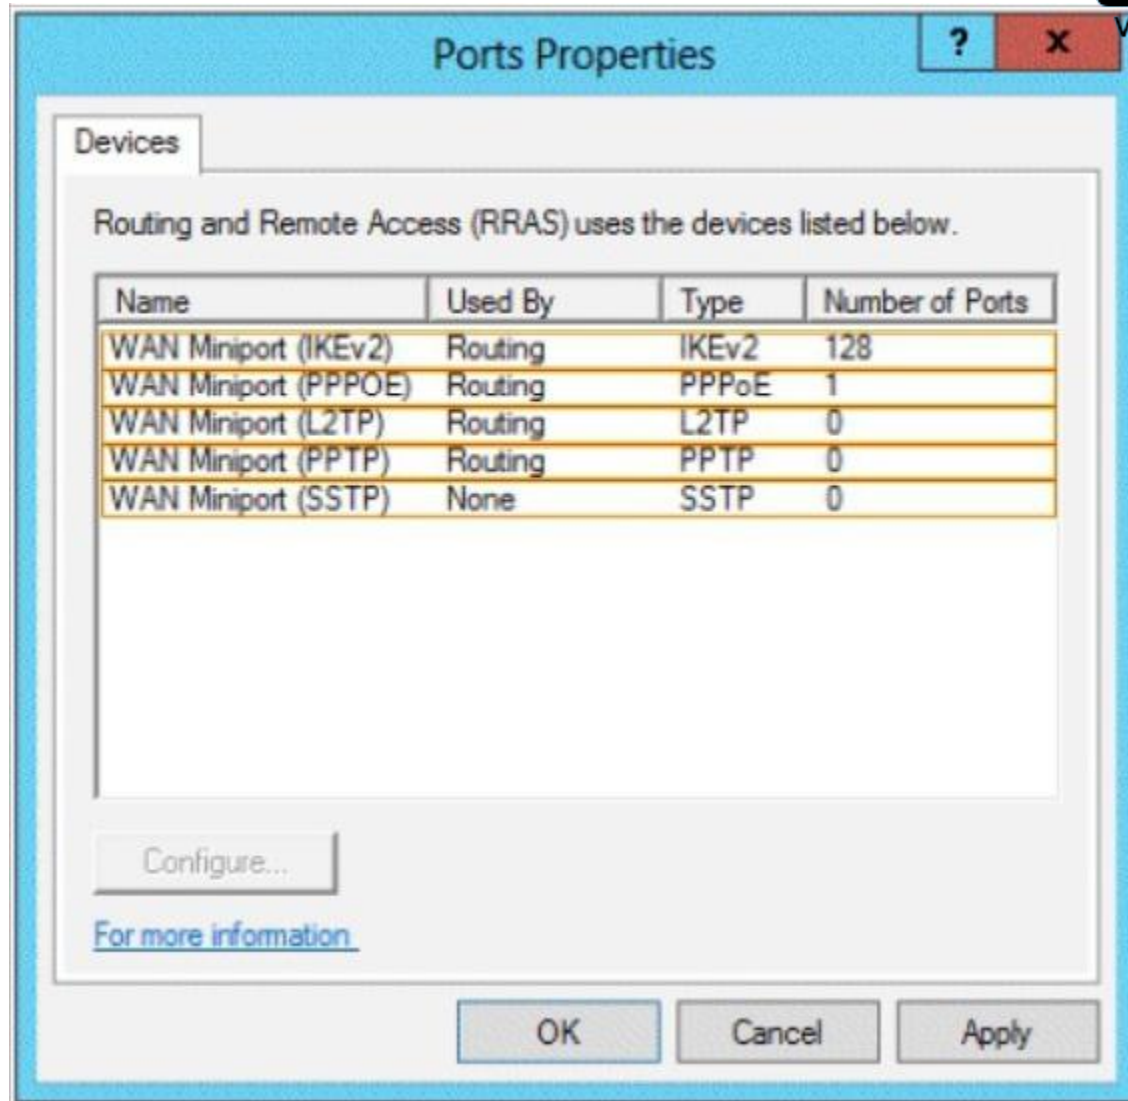 Ports Properties ? x
Devices
Routing and Remote Access (RRAS) uses the devices listed below.
Name Used By Type Number of Ports
WAN Miniport (IKEv2) Routing IKEv2 128
WAN Miniport (PPPOE) Routing PPPoE 1
WAN Miniport (L2TP) Routing L2TP 0
WAN Miniport (PPTP) Routing PPTP 0
WAN Miniport (SSTP) None SSTP 0
Configure...
For more information
OK Cancel Apply